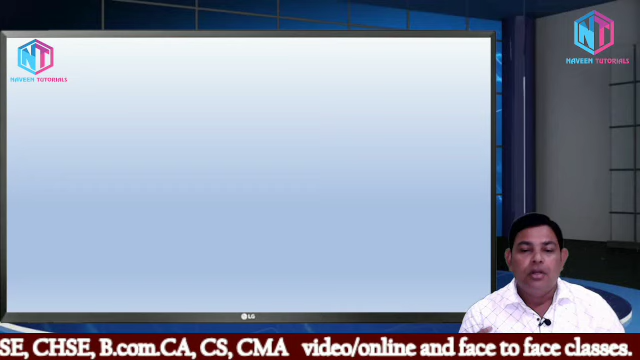 NT
NAVEEN TUTORIALS
NT
NAVEEN TUTORIALS
LG
SE, CHSE, B.com.CA, CS, CMA video/online and face to face classes.